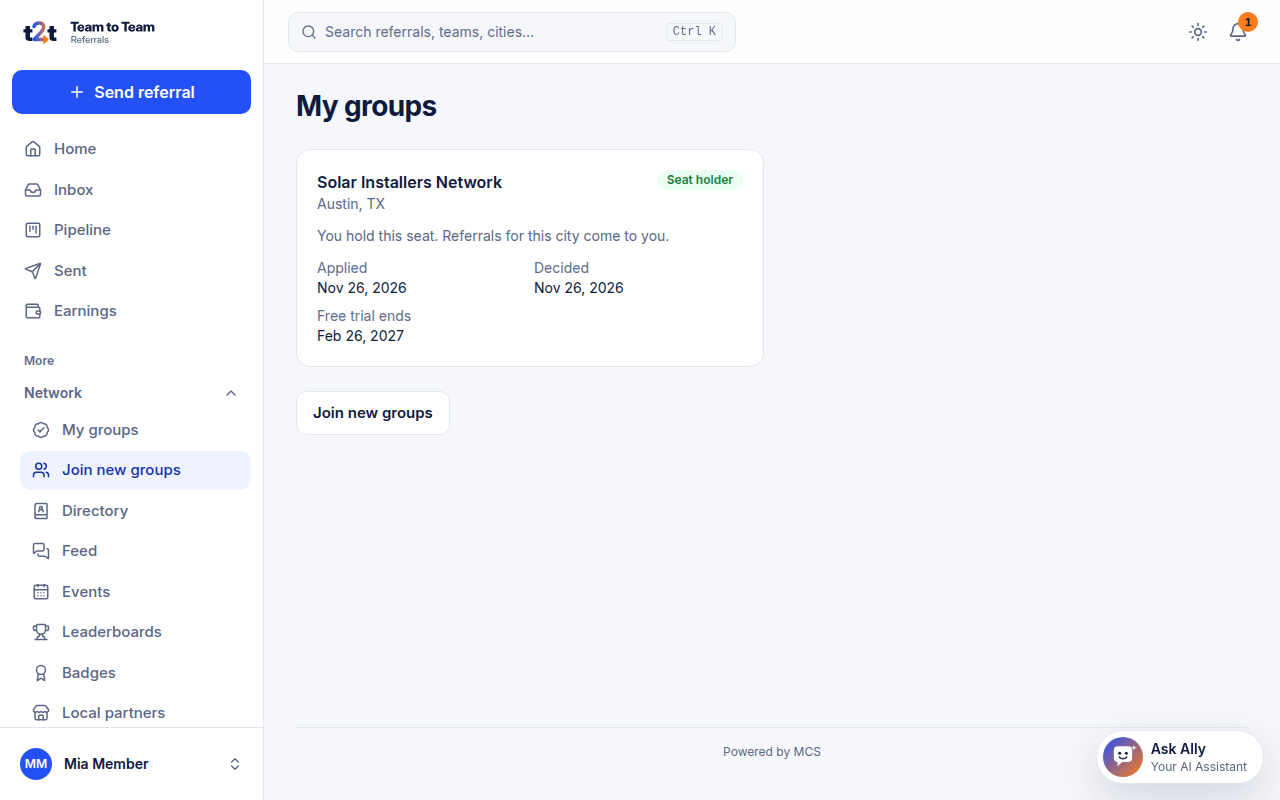 t2t Team to Team
Referrals
Send referral
Home
Inbox
Pipeline
Sent
Earnings
More
Network
My groups
Join new groups
Directory
Feed
Events
Leaderboards
Badges
Local partners
MM Mia Member
Search referrals, teams, cities... Ctrl K
1
My groups
Solar Installers Network Seat holder
Austin, TX
You hold this seat. Referrals for this city come to you.
Applied Decided
Nov 26, 2026 Nov 26, 2026
Free trial ends
Feb 26, 2027
Join new groups
Powered by MCS
Ask Ally
Your AI Assistant